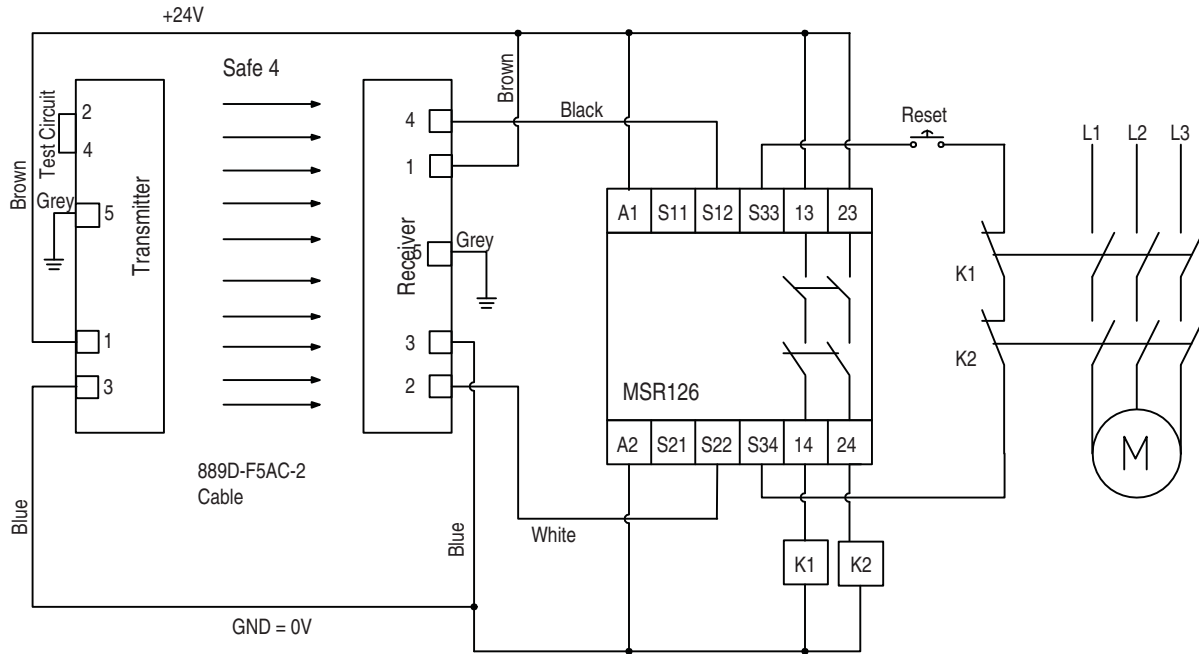 +24V
Safe 4
Brown
Test Circuit
2
4
Grey
5
Transmitter
1
3
Blue
889D-F5AC-2
Cable
GND = 0V
4
1
Receiver
5
Grey
3
2
Brown
Black
Blue
White
Reset
A1 S11 S12 S33 13 23
MSR126
A2 S21 S22 S34 14 24
K1 K2
K1
K2
L1 L2 L3
M